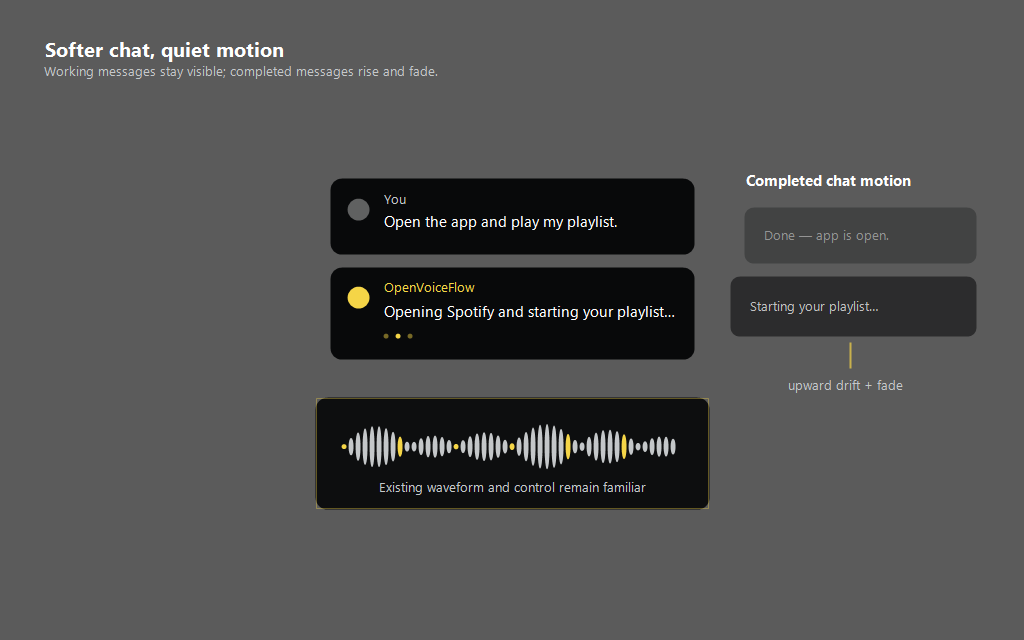 Softer chat, quiet motion
Working messages stay visible; completed messages rise and fade.
You
Open the app and play my playlist.
OpenVoiceFlow
Opening Spotify and starting your playlist...
Existing waveform and control remain familiar
Completed chat motion
Done — app is open.
Starting your playlist...
upward drift + fade